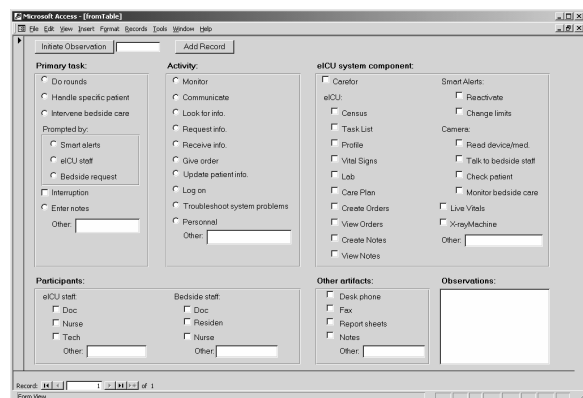 Microsoft Access - [fromTable]
File Edit View Insert Format Records Tools Window Help
Initiate Observation Add Record
Primary task:
Do rounds
Handle specific patient
Intervene bedside care
Prompted by:
Smart alerts
eICU staff
Bedside request
Interruption
Enter notes
Other:
Activity:
Monitor
Communicate
Look for info.
Request info.
Receive info.
Give order
Update patient info.
Log on
Troubleshoot system problems
Personnal
Other:
eICU system component:
Carefor
eICU:
Census
Task List
Profile
Vital Signs
Lab
Care Plan
Create Orders
View Orders
Create Notes
View Notes
Smart Alerts:
Reactivate
Change limits
Camera:
Read device/med.
Talk to bedside staff
Check patient
Monitor bedside care
Live Vitals
X-rayMachine
Other:
Participants:
eICU staff:
Doc
Nurse
Tech
Other:
Bedside staff:
Doc
Residen
Nurse
Other:
Other artifacts:
Desk phone
Fax
Report sheets
Notes
Other:
Observations:
Record: 1 of 1
Form View